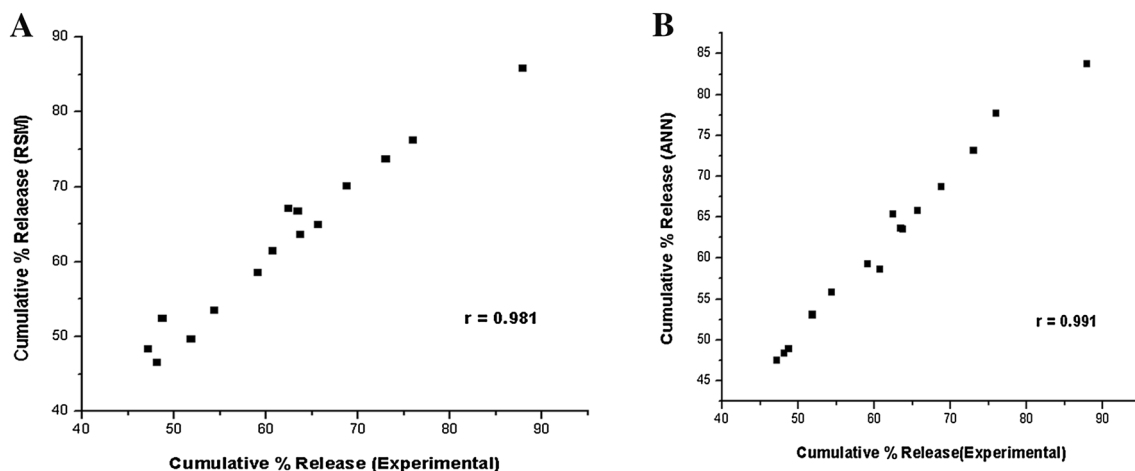 A
Cumulative % Relaease (RSM)
90
80
70
60
50
40
r = 0.981
40 50 60 70 80 90
Cumulative % Release (Experimental)
B
Cumulative % Release (ANN)
85
80
75
70
65
60
55
50
45
r = 0.991
40 50 60 70 80 90
Cumulative % Release(Experimental)